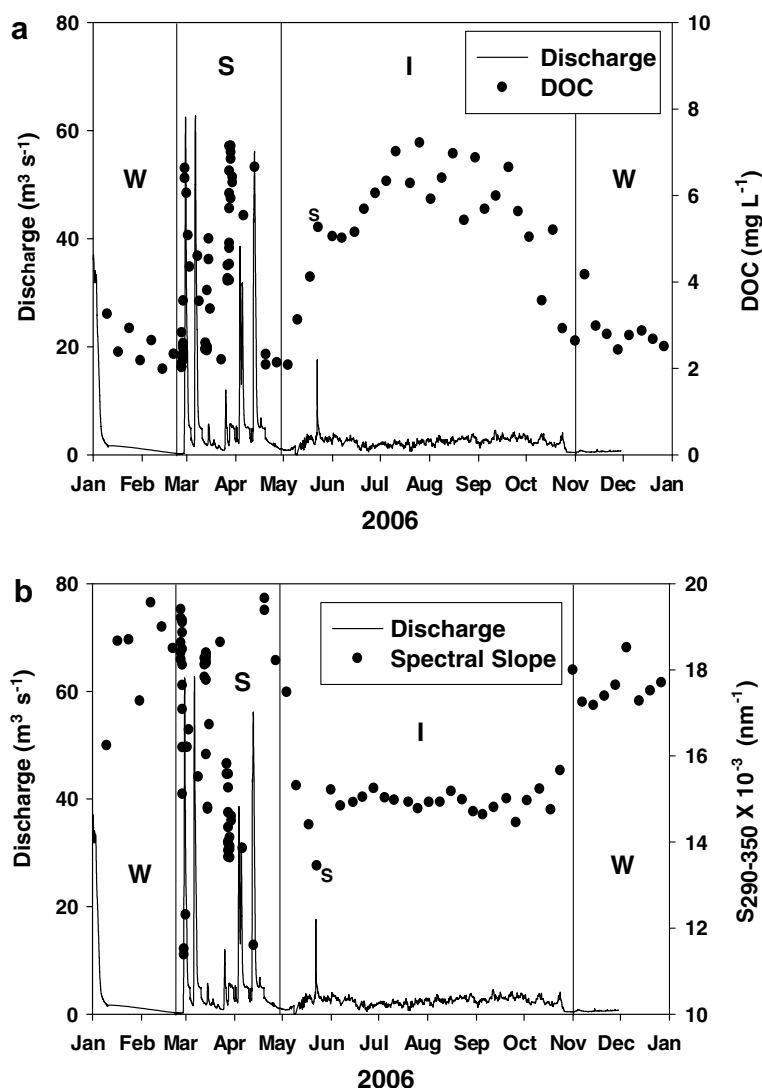 a
80
60
40
20
0
Discharge (m³ s⁻¹)
W
S
I
W
S
Discharge
DOC
10
8
6
4
2
0
DOC (mg L⁻¹)
Jan Feb Mar Apr May Jun Jul Aug Sep Oct Nov Dec Jan
2006
b
80
60
40
20
0
Discharge (m³ s⁻¹)
W
S
I
W
S
Discharge
Spectral Slope
20
18
16
14
12
10
S290-350 X 10⁻³ (nm⁻¹)
Jan Feb Mar Apr May Jun Jul Aug Sep Oct Nov Dec Jan
2006